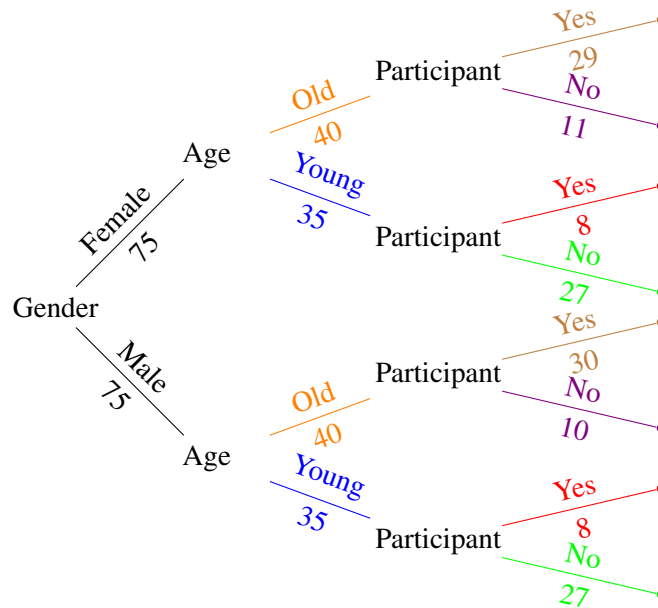 Gender
Female
75
Male
75
Age
Old
40
Young
35
Participant
Yes
29
No
11
Participant
Yes
8
No
27
Age
Old
40
Young
35
Participant
Yes
30
No
10
Participant
Yes
8
No
27